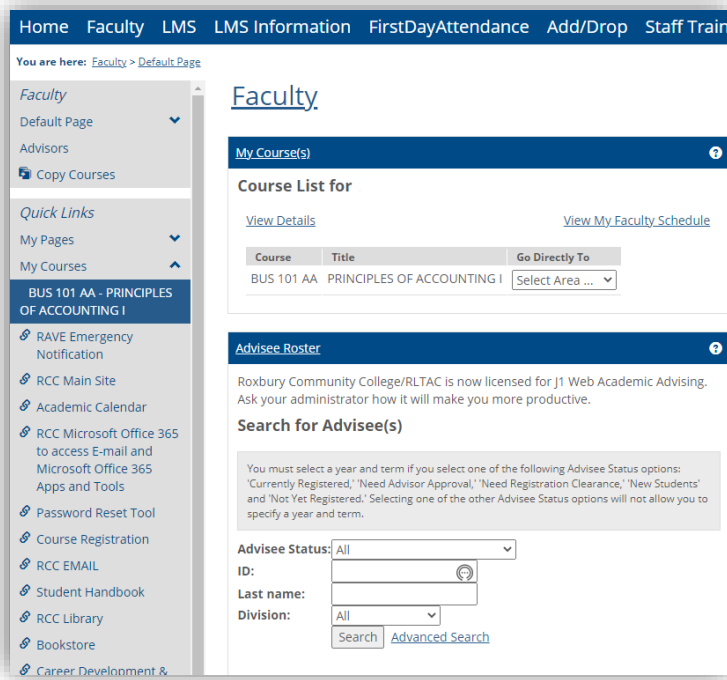 Home Faculty LMS LMS Information FirstDayAttendance Add/Drop Staff Train
You are here: Faculty > Default Page
Faculty
Default Page
Advisors
Copy Courses
Quick Links
My Pages
My Courses
BUS 101 AA - PRINCIPLES
OF ACCOUNTING I
RAVE Emergency
Notification
RCC Main Site
Academic Calendar
RCC Microsoft Office 365
to access E-mail and
Microsoft Office 365
Apps and Tools
Password Reset Tool
Course Registration
RCC EMAIL
Student Handbook
RCC Library
Bookstore
Career Development &
Faculty
My Course(s)
Course List for
View Details View My Faculty Schedule
Course Title Go Directly To
BUS 101 AA PRINCIPLES OF ACCOUNTING I Select Area ...
Advisee Roster
Roxbury Community College/RLTAC is now licensed for J1 Web Academic Advising.
Ask your administrator how it will make you more productive.
Search for Advisee(s)
You must select a year and term if you select one of the following Advisee Status options:
'Currently Registered,' 'Need Advisor Approval,' 'Need Registration Clearance,' 'New Students'
and 'Not Yet Registered.' Selecting one of the other Advisee Status options will not allow you to
specify a year and term.
Advisee Status: All
ID:
Last name:
Division: All
Search Advanced Search